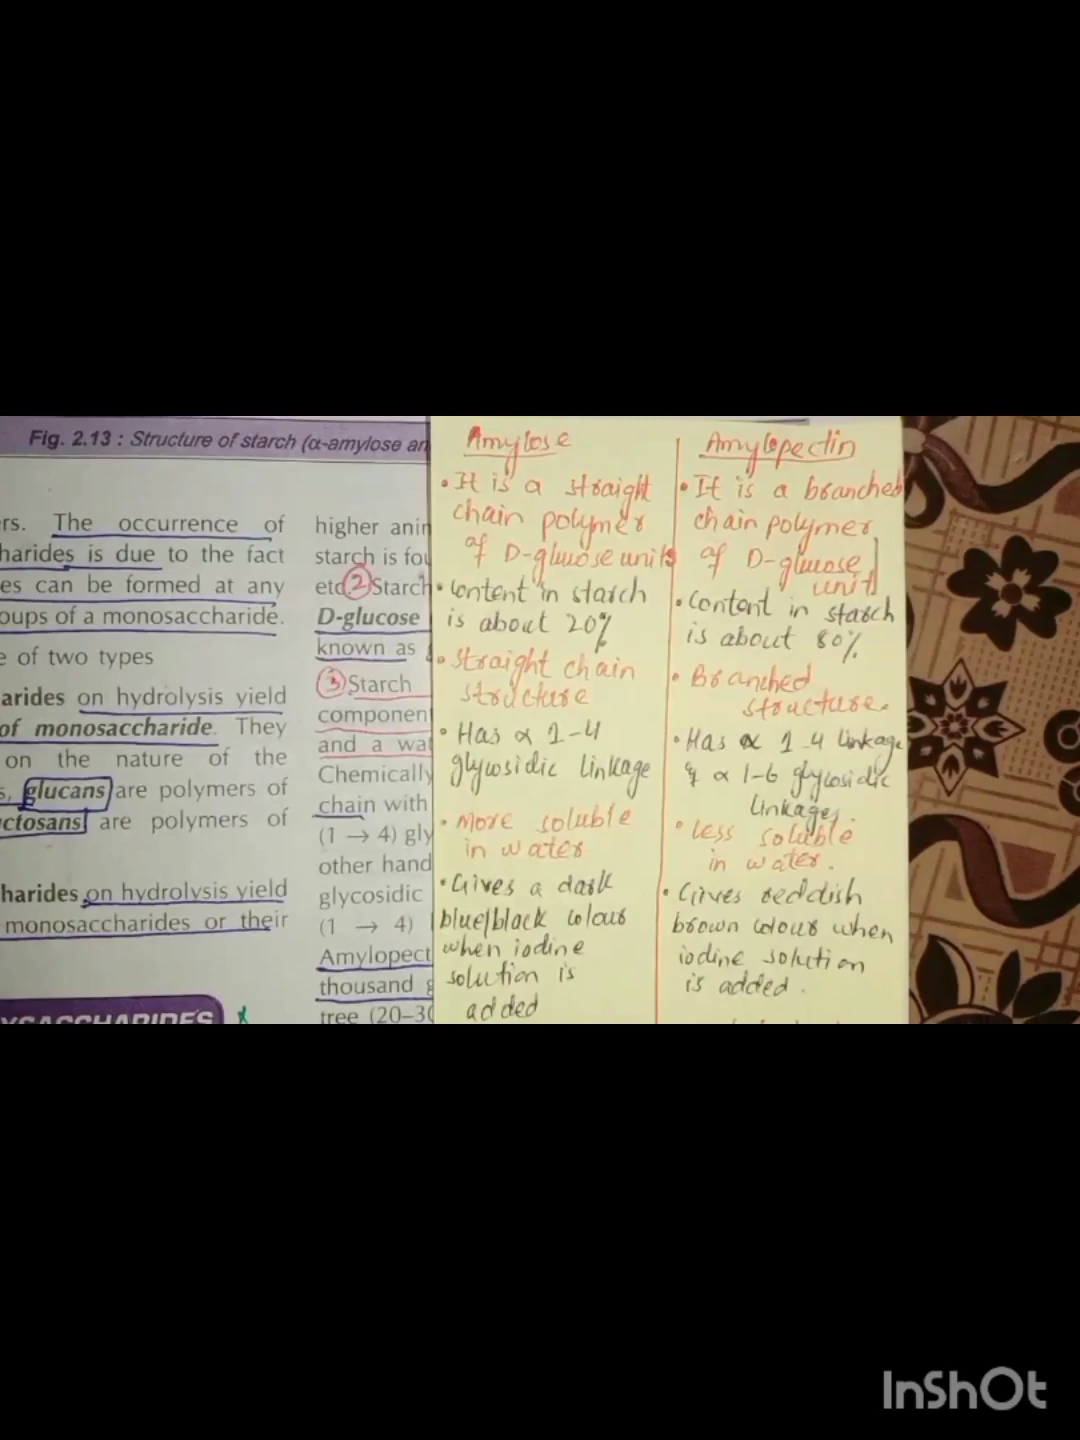 Fig. 2.13 : Structure of starch (α-amylose an
rs. The occurrence of
harides is due to the fact
es can be formed at any
oups of a monosaccharide.
e of two types
arides on hydrolysis yield
of monosaccharide. They
on the nature of the
s, glucans are polymers of
ctosans are polymers of
harides on hydrolysis yield
monosaccharides or their
YSACCHARIDES
higher anin
starch is fou
etc 2 Starch
D-glucose
known as
3 Starch
component
and a wat
Chemically
chain with
(1 → 4) gly
other hand
glycosidic
(1 → 4)
Amylopect
thousand g
tree (20–30
Amylose
• It is a straight
chain polymer
of D-glucose units
• Content in starch
is about 20%
• Straight chain
structure
• Has α 1-4
glycosidic linkage
• More soluble
in water
• Gives a dark
blue/black colour
when iodine
solution is
added
Amylopectin
• It is a branched
chain polymer
of D-glucose
unit
• Content in starch
is about 80%
• Branched
structure.
• Has α 1-4 linkage
& α 1-6 glycosidic
linkages.
• Less soluble
in water.
• Gives reddish
brown colour when
iodine solution
is added.
InShOt